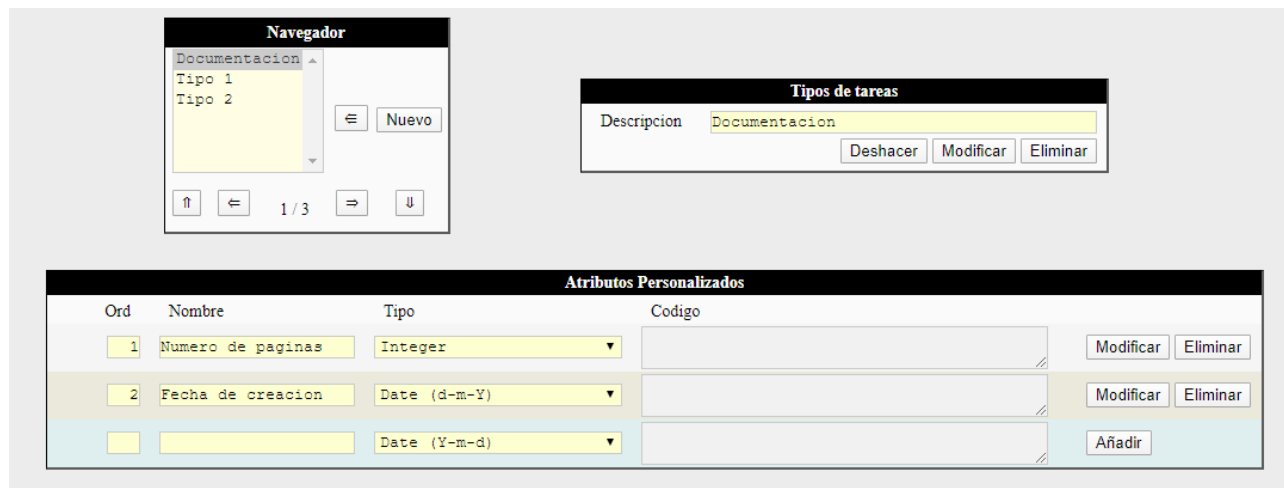 Navegador
Documentacion
Tipo 1
Tipo 2
⋹ Nuevo
⇑ ⇐ 1 / 3 ⇒ ⇓
Tipos de tareas
Descripcion Documentacion
Deshacer Modificar Eliminar
Atributos Personalizados
Ord Nombre Tipo Codigo
1 Numero de paginas Integer Modificar Eliminar
2 Fecha de creacion Date (d-m-Y) Modificar Eliminar
Date (Y-m-d) Añadir